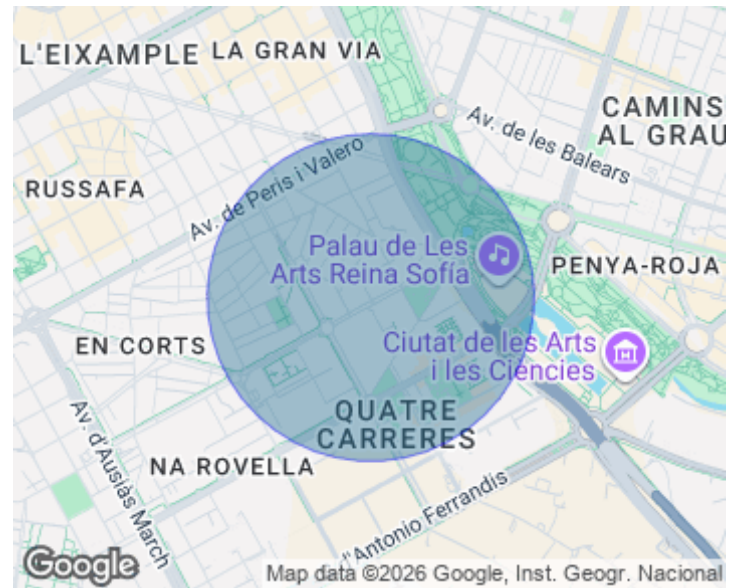 L'EIXAMPLE
LA GRAN VIA
CAMINS
AL GRAU
Av. de les Balears
RUSSAFA
Av. de Peris i Valero
Palau de Les
Arts Reina Sofía
PENYA-ROJA
EN CORTS
Ciutat de les Arts
i les Ciències
QUATRE
CARRERES
Av. d'Ausiàs March
NA ROVELLA
d'Antonio Ferrandis
Google
Map data ©2026 Google, Inst. Geogr. Nacional